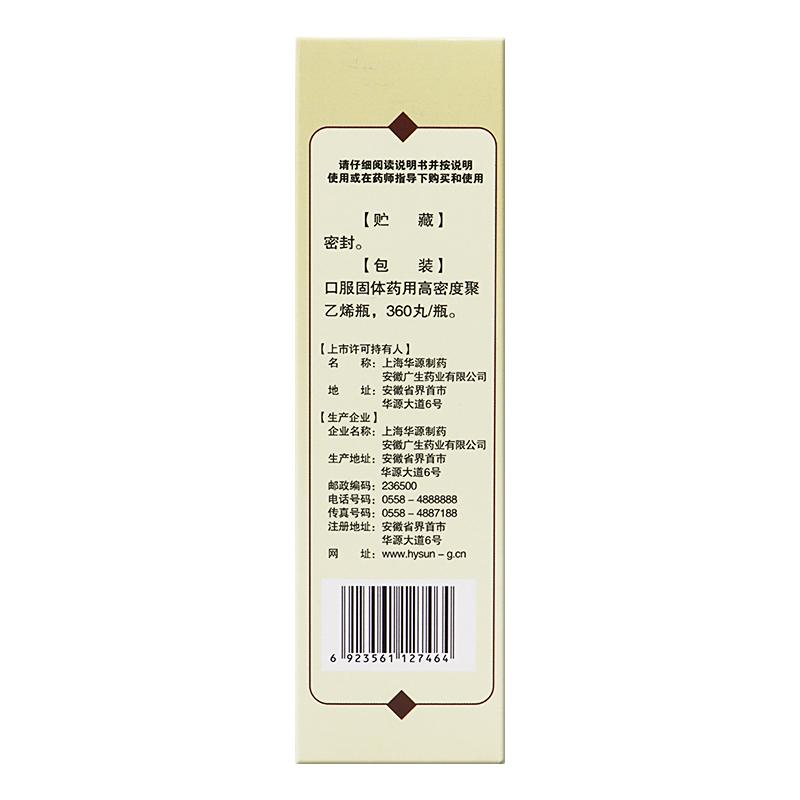 请仔细阅读说明书并按说明
使用或在药师指导下购买和使用
【贮　藏】
密封。
【包　装】
口服固体药用高密度聚
乙烯瓶，360丸/瓶。
【上市许可持有人】
名　称：上海华源制药
安徽广生药业有限公司
地　址：安徽省界首市
华源大道6号
【生产企业】
企业名称：上海华源制药
安徽广生药业有限公司
生产地址：安徽省界首市
华源大道6号
邮政编码：236500
电话号码：0558－4888888
传真号码：0558－4887188
注册地址：安徽省界首市
华源大道6号
网　址：www.hysun－g.cn
6 923561 127464